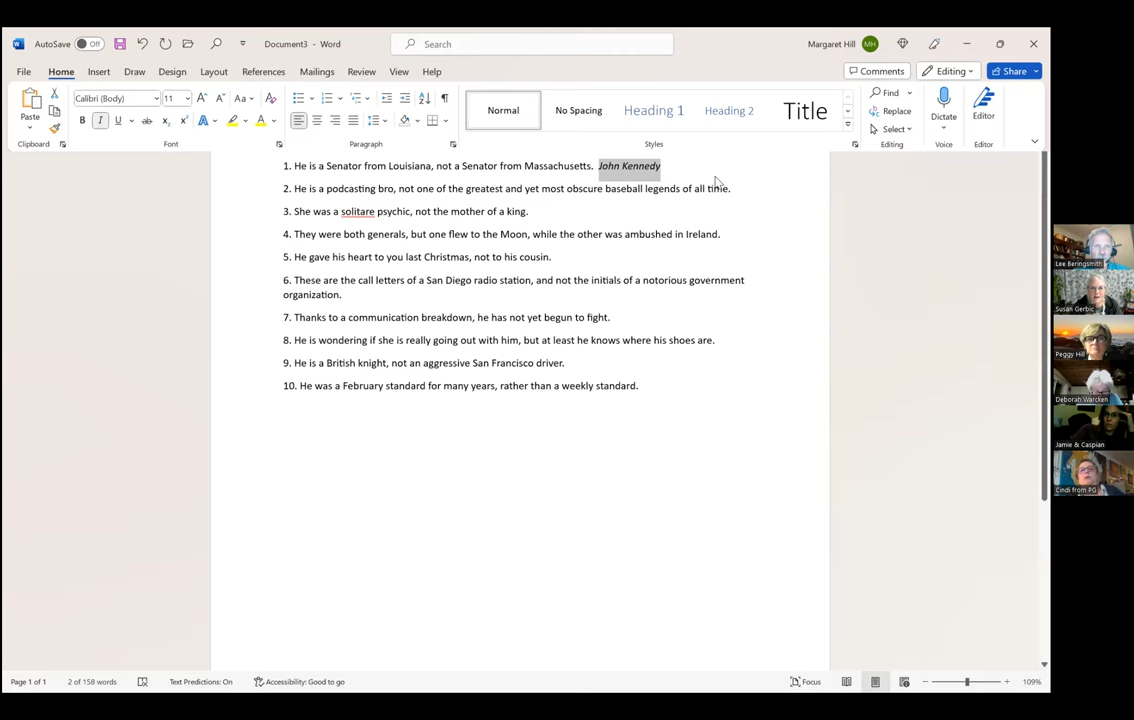 AutoSave Off Document3 - Word Search Margaret Hill MH
File Home Insert Draw Design Layout References Mailings Review View Help Comments Editing Share
Paste Calibri (Body) 11 Aa Normal No Spacing Heading 1 Heading 2 Title Find Replace Select Dictate Editor
Clipboard Font Paragraph Styles Editing Voice Editor
1. He is a Senator from Louisiana, not a Senator from Massachusetts. John Kennedy
2. He is a podcasting bro, not one of the greatest and yet most obscure baseball legends of all time.
3. She was a solitare psychic, not the mother of a king.
4. They were both generals, but one flew to the Moon, while the other was ambushed in Ireland.
5. He gave his heart to you last Christmas, not to his cousin.
6. These are the call letters of a San Diego radio station, and not the initials of a notorious government
organization.
7. Thanks to a communication breakdown, he has not yet begun to fight.
8. He is wondering if she is really going out with him, but at least he knows where his shoes are.
9. He is a British knight, not an aggressive San Francisco driver.
10. He was a February standard for many years, rather than a weekly standard.
Lee Beringsmith
Susan Gerbic
Peggy Hill
Deborah Warcken
Jamie & Caspian
Cindi from PG
Page 1 of 1 2 of 158 words Text Predictions: On Accessibility: Good to go Focus 109%